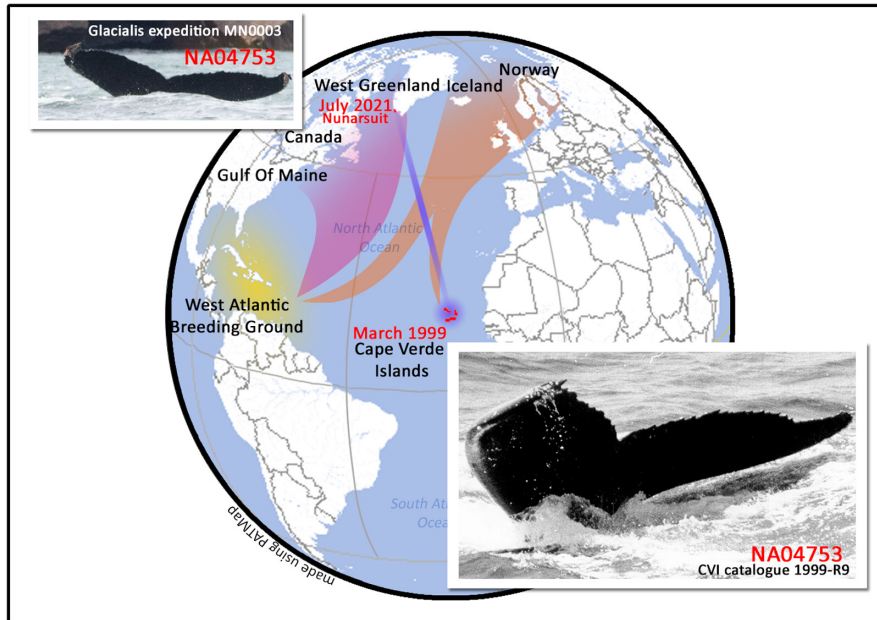 Glacialis expedition MN0003
NA04753
Norway
West Greenland Iceland
July 2021.
Nunarsuit
Canada
Gulf Of Maine
North Atlantic
Ocean
West Atlantic
Breeding Ground
March 1999
Cape Verde
Islands
South Atl
Ocea
made using PATMap
NA04753
CVI catalogue 1999-R9